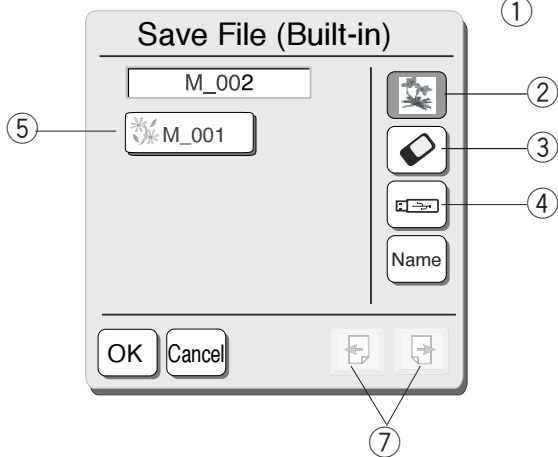 ①
Save File (Built-in)
M_002
②
⑤
M_001
③
④
Name
OK
Cancel
⑦